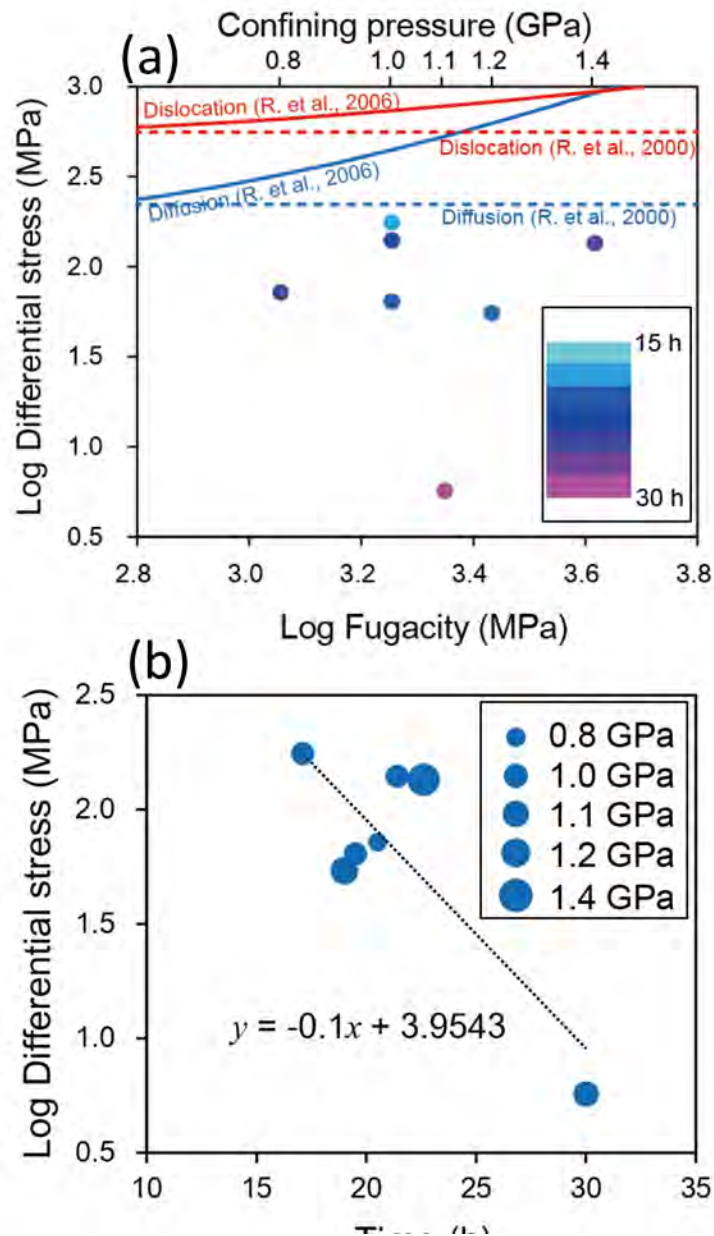 Confining pressure (GPa)
(a)
0.8 1.0 1.1 1.2 1.4
3.0
Dislocation (R. et al., 2006)
Dislocation (R. et al., 2000)
2.5
Diffusion (R. et al., 2006)
Diffusion (R. et al., 2000)
2.0
15 h
1.5
1.0
30 h
0.5
2.8 3.0 3.2 3.4 3.6 3.8
Log Differential stress (MPa)
Log Fugacity (MPa)
(b)
2.5
0.8 GPa
1.0 GPa
2.0
1.1 GPa
1.2 GPa
1.4 GPa
1.5
y = -0.1x + 3.9543
1.0
0.5
10 15 20 25 30 35
Log Differential stress (MPa)
Time (h)